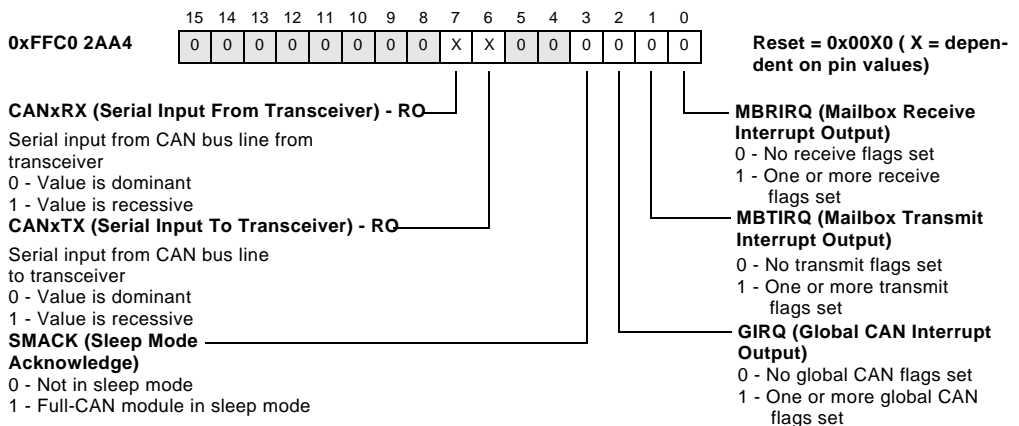 15 14 13 12 11 10 9 8 7 6 5 4 3 2 1 0
0xFFC0 2AA4
0 0 0 0 0 0 0 0 X X 0 0 0 0 0 0
Reset = 0x00X0 ( X = depen-
dent on pin values)
CANxRX (Serial Input From Transceiver) - RO
Serial input from CAN bus line from
transceiver
0 - Value is dominant
1 - Value is recessive
CANxTX (Serial Input To Transceiver) - RO
Serial input from CAN bus line
to transceiver
0 - Value is dominant
1 - Value is recessive
SMACK (Sleep Mode
Acknowledge)
0 - Not in sleep mode
1 - Full-CAN module in sleep mode
MBRIRQ (Mailbox Receive
Interrupt Output)
0 - No receive flags set
1 - One or more receive
flags set
MBTIRQ (Mailbox Transmit
Interrupt Output)
0 - No transmit flags set
1 - One or more transmit
flags set
GIRQ (Global CAN Interrupt
Output)
0 - No global CAN flags set
1 - One or more global CAN
flags set